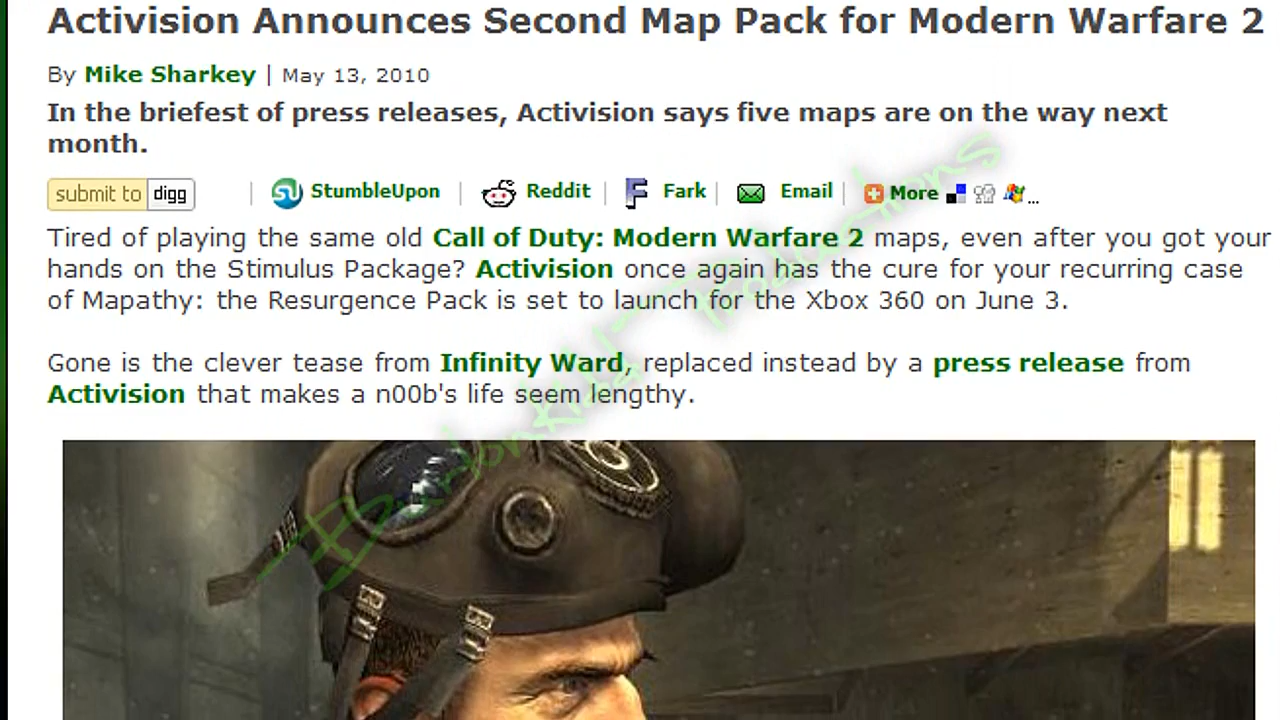 Activision Announces Second Map Pack for Modern Warfare 2
By Mike Sharkey | May 13, 2010
In the briefest of press releases, Activision says five maps are on the way next
month.
submit to digg | StumbleUpon | Reddit | Fark | Email | More ...
Tired of playing the same old Call of Duty: Modern Warfare 2 maps, even after you got your
hands on the Stimulus Package? Activision once again has the cure for your recurring case
of Mapathy: the Resurgence Pack is set to launch for the Xbox 360 on June 3.
Gone is the clever tease from Infinity Ward, replaced instead by a press release from
Activision that makes a n00b's life seem lengthy.